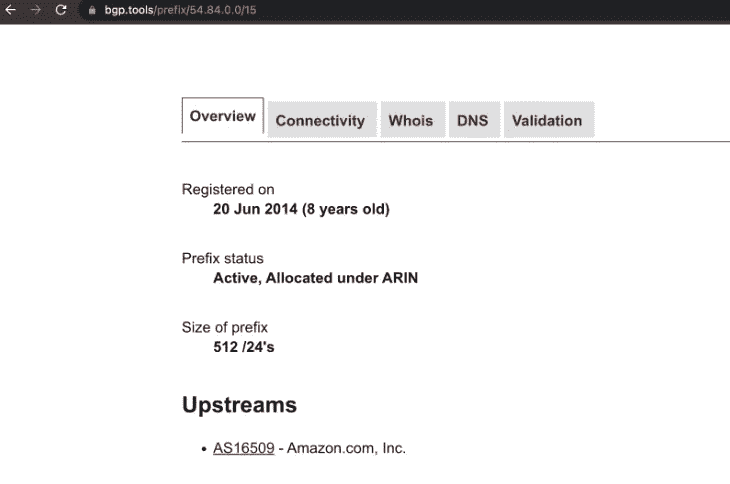 bgp.tools/prefix/54.84.0.0/15
Overview
Connectivity
Whois
DNS
Validation
Registered on
20 Jun 2014 (8 years old)
Prefix status
Active, Allocated under ARIN
Size of prefix
512 /24's
Upstreams
• AS16509 - Amazon.com, Inc.